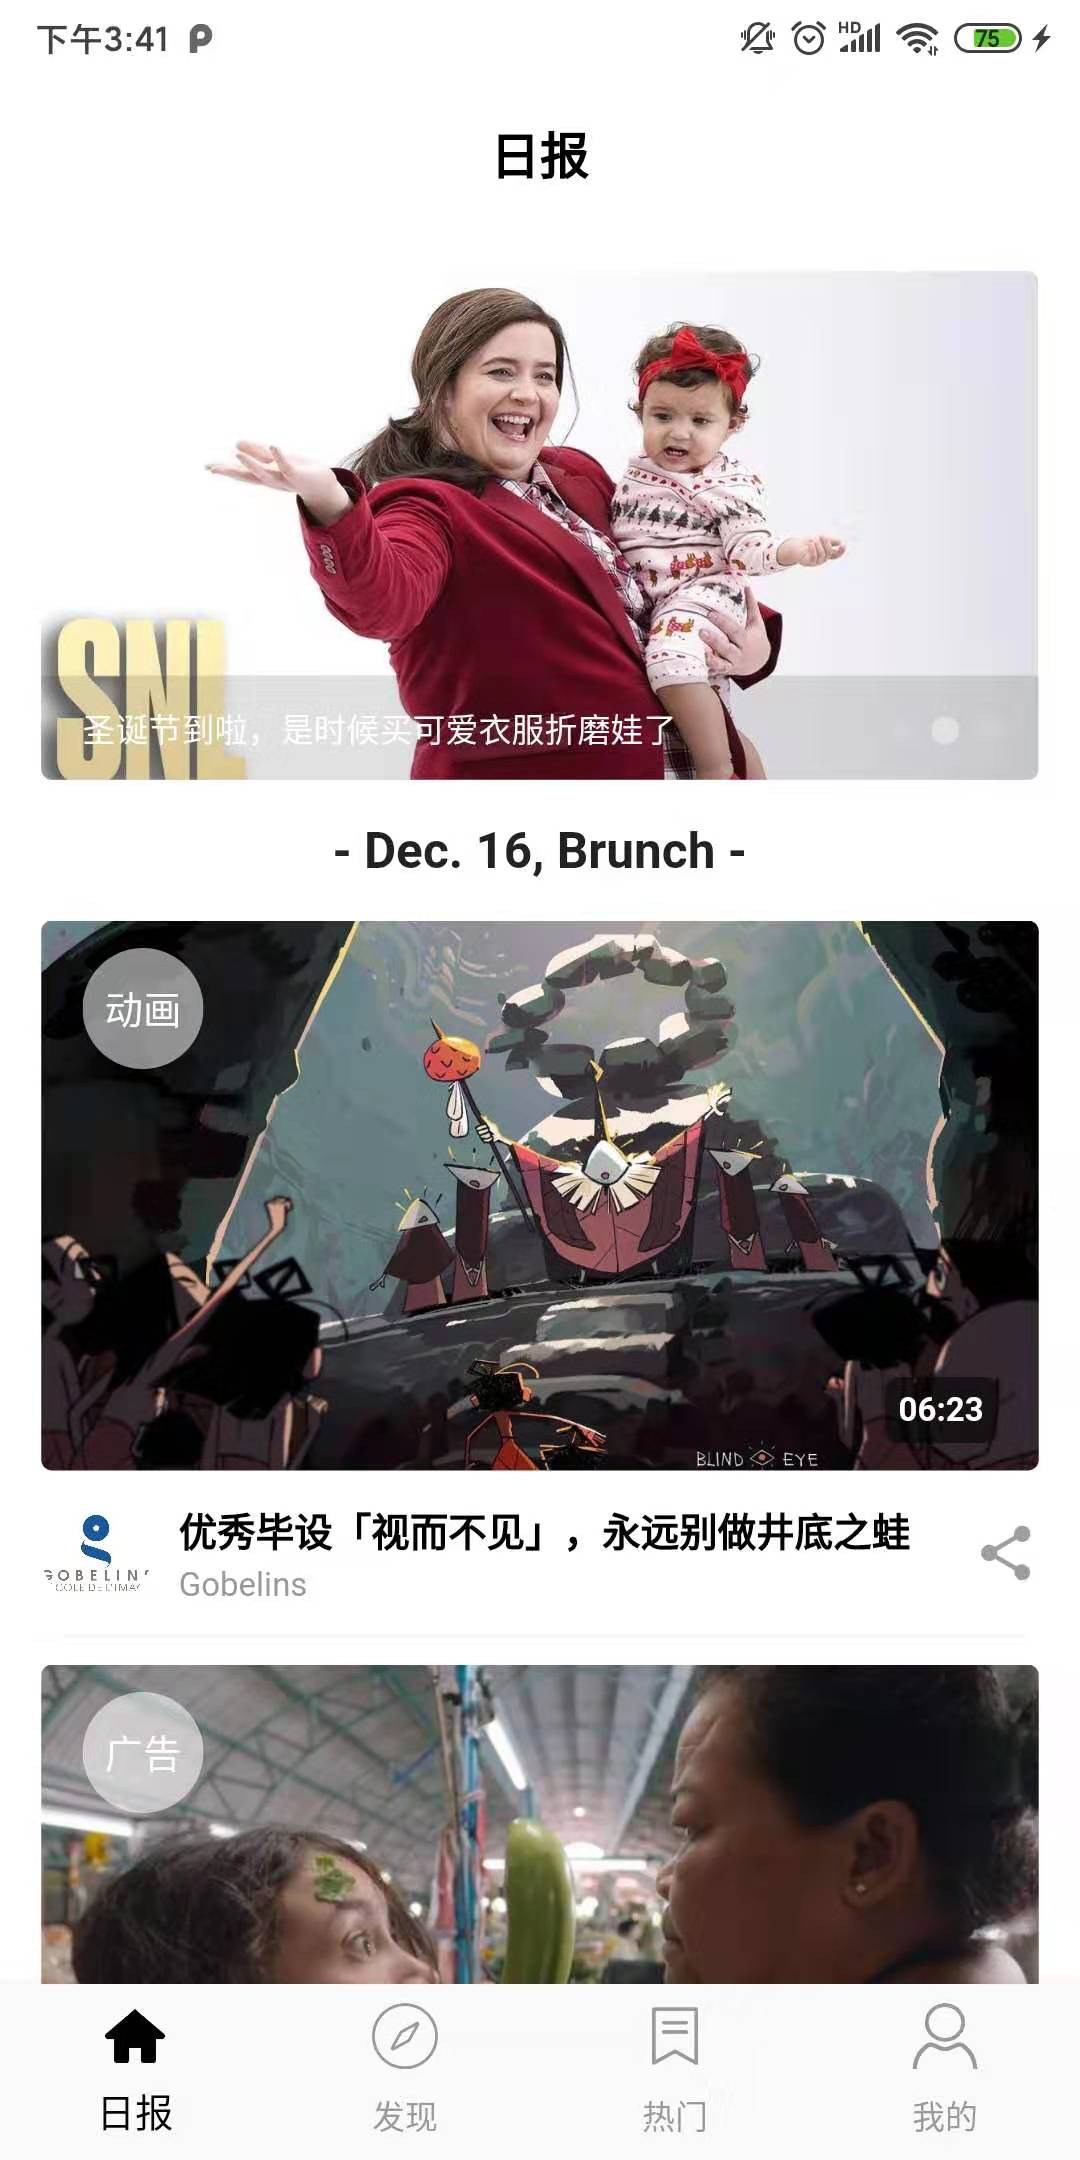 下午3:41
HD
75
日报
SNL
圣诞节到啦，是时候买可爱衣服折磨娃了
- Dec. 16, Brunch -
动画
06:23
BLIND EYE
优秀毕设「视而不见」，永远别做井底之蛙
GOBELINS
Gobelins
广告
日报
发现
热门
我的